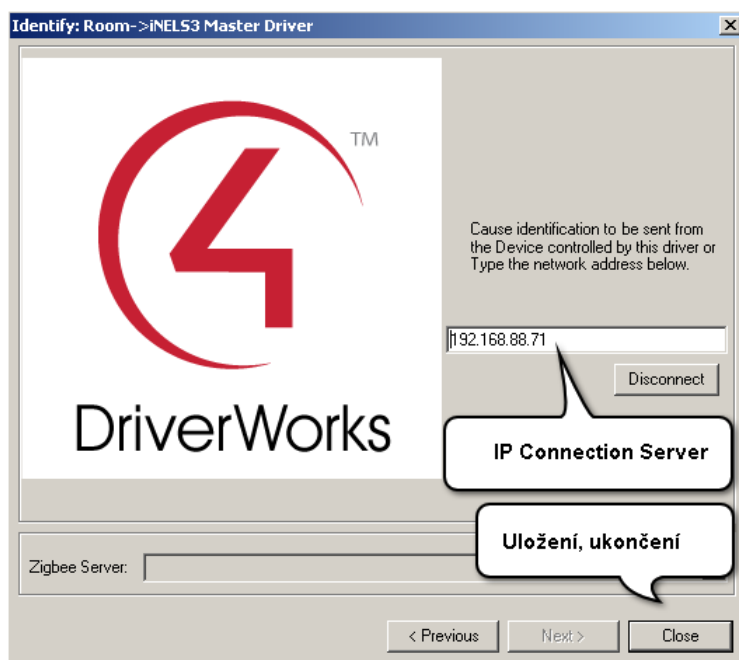 Identify: Room->iNELS3 Master Driver
TM
4
DriverWorks
Cause identification to be sent from
the Device controlled by this driver or
Type the network address below.
192.168.88.71
Disconnect
IP Connection Server
Uložení, ukončení
Zigbee Server:
< Previous
Next >
Close